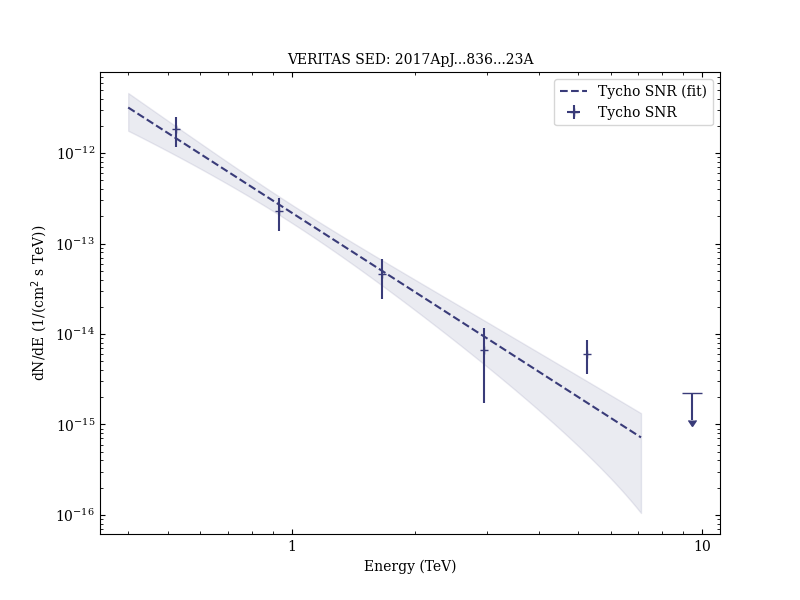 VERITAS SED: 2017ApJ...836...23A
Tycho SNR (fit)
Tycho SNR
dN/dE (1/(cm² s TeV))
10⁻¹²
10⁻¹³
10⁻¹⁴
10⁻¹⁵
10⁻¹⁶
1 10
Energy (TeV)